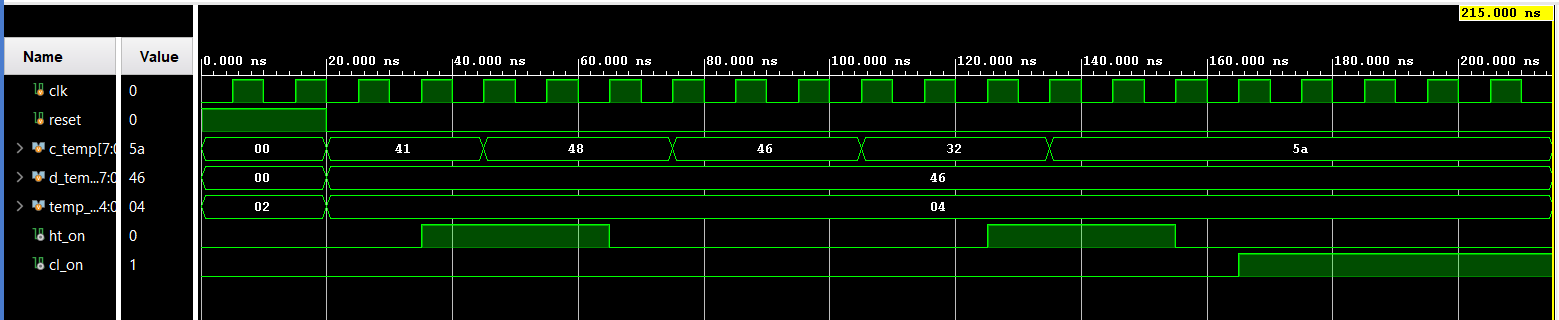 215.000 ns
Name Value
0.000 ns 20.000 ns 40.000 ns 60.000 ns 80.000 ns 100.000 ns 120.000 ns 140.000 ns 160.000 ns 180.000 ns 200.000 ns
clk 0
reset 0
c_temp[7:0 5a 00 41 48 46 32 5a
d_tem...7:0 46 00 46
temp_...4:0 04 02 04
ht_on 0
cl_on 1